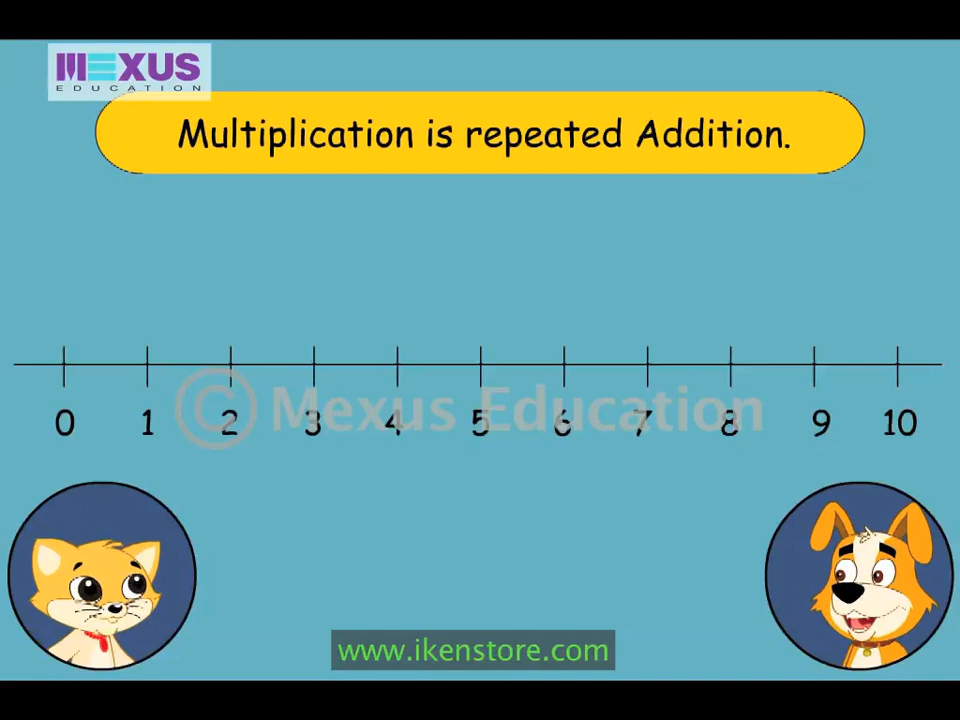 MEXUS
EDUCATION
Multiplication is repeated Addition.
0 1 2 3 4 5 6 7 8 9 10
© Mexus Education
www.ikenstore.com